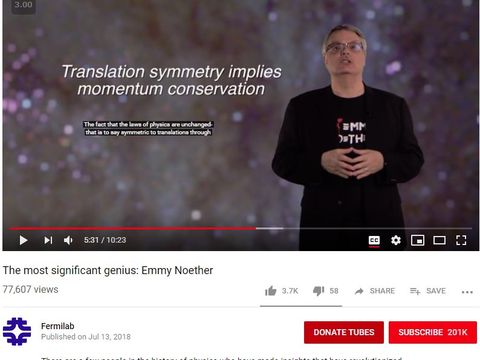 3.00
Translation symmetry implies
momentum conservation
The fact that the laws of physics are unchanged-
that is to say symmetric to translations through
5:31 / 10:23
CC
The most significant genius: Emmy Noether
77,607 views
3.7K
58
SHARE
SAVE
Fermilab
Published on Jul 13, 2018
DONATE TUBES
SUBSCRIBE 201K